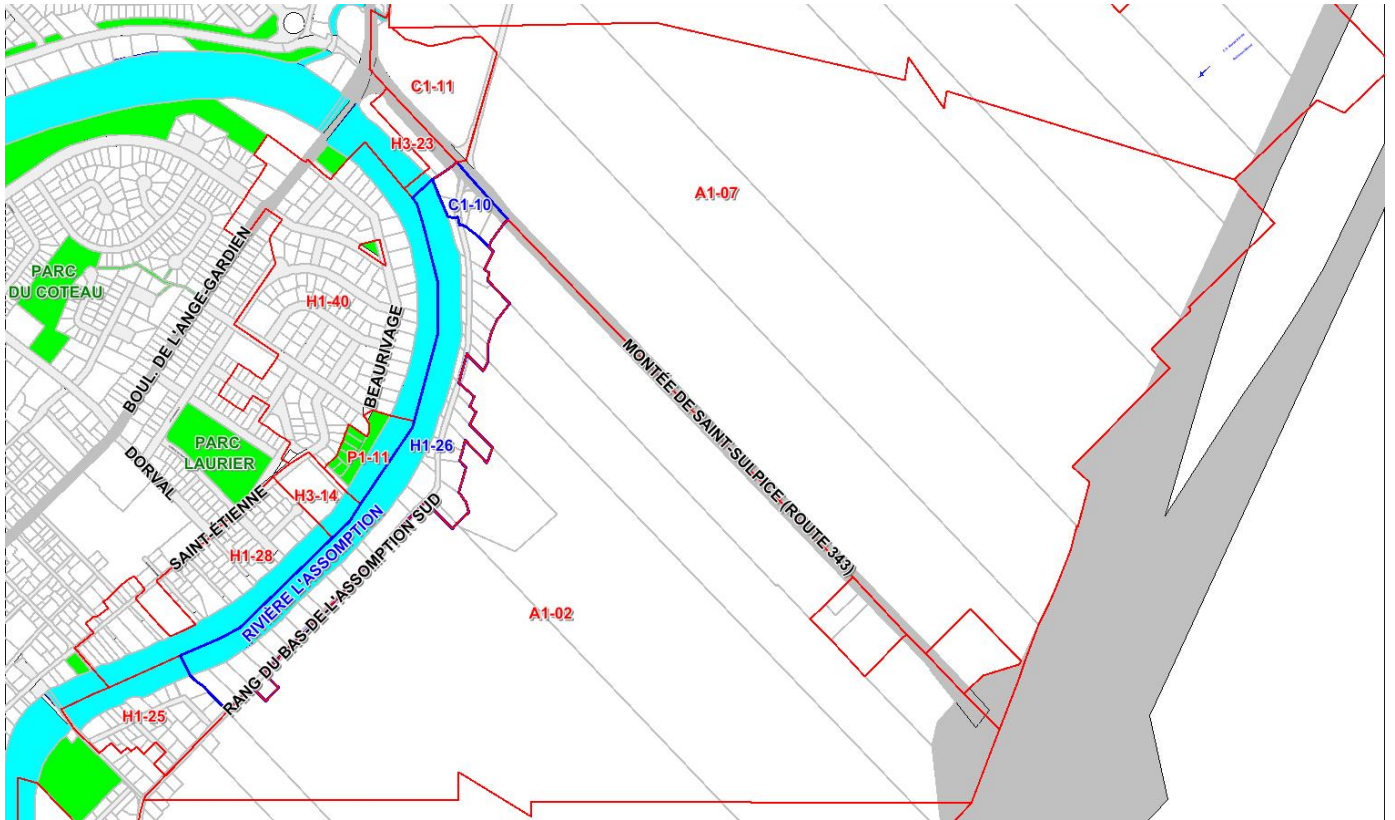 C1-11
H3-23
C1-10
A1-07
PARC
DU COTEAU
BOUL. DE L'ANGE-GARDIEN
H1-40
BEAURIVAGE
MONTÉE DE SAINT-SULPICE (ROUTE 343)
PARC
LAURIER
DORVAL
P1-11
H1-26
H3-14
SAINT-ÉTIENNE
H1-28
RIVIÈRE L'ASSOMPTION
RANG DU BAS-DE-L'ASSOMPTION SUD
A1-02
H1-25